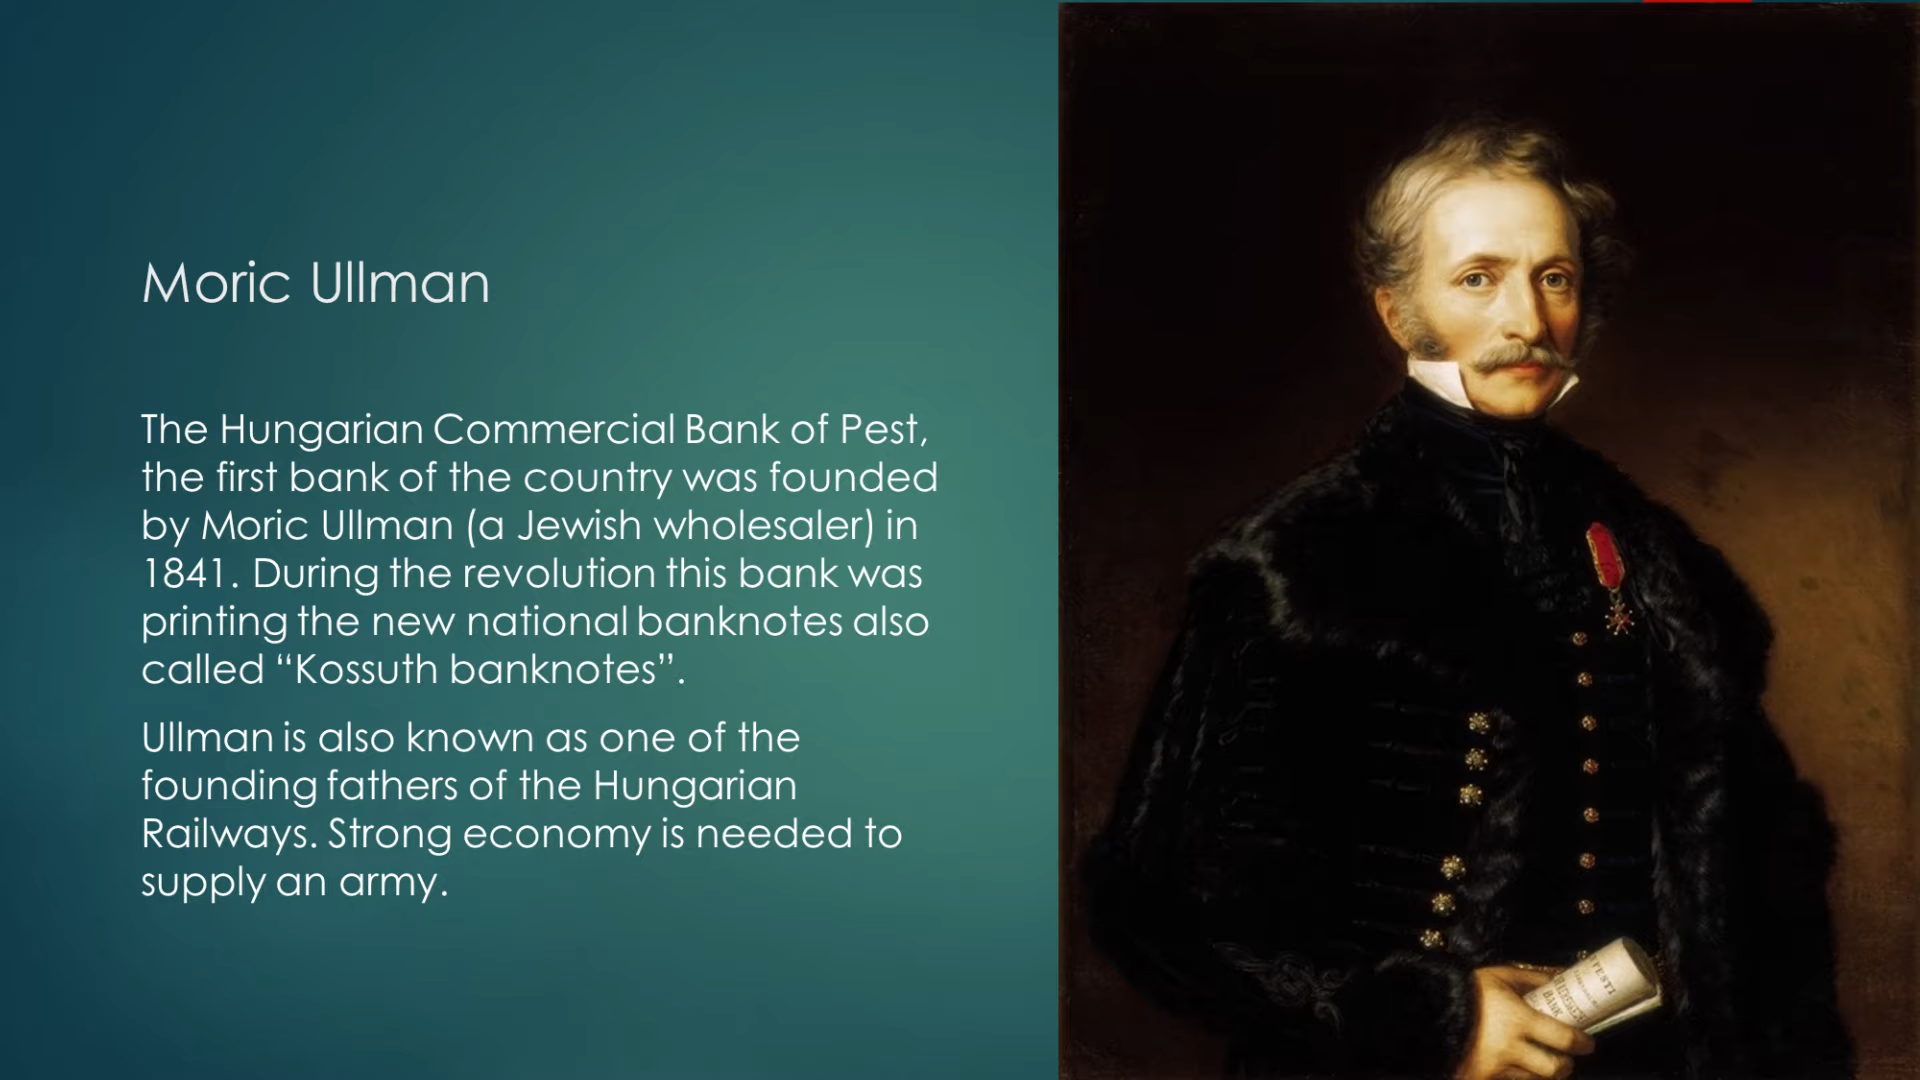 Moric Ullman
The Hungarian Commercial Bank of Pest,
the first bank of the country was founded
by Moric Ullman (a Jewish wholesaler) in
1841. During the revolution this bank was
printing the new national banknotes also
called “Kossuth banknotes”.
Ullman is also known as one of the
founding fathers of the Hungarian
Railways. Strong economy is needed to
supply an army.
PESTI
BANK